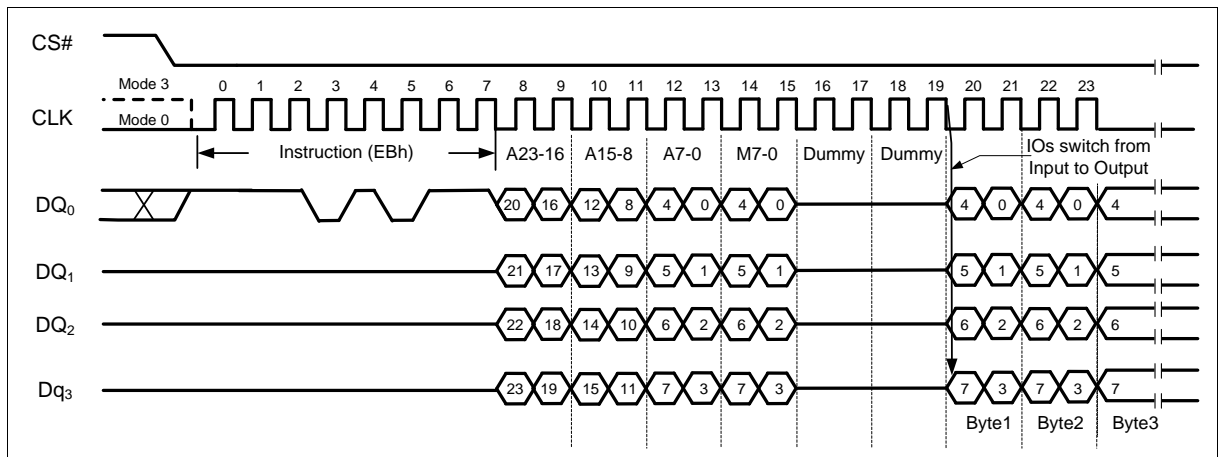 CS#
Mode 3 0 1 2 3 4 5 6 7 8 9 10 11 12 13 14 15 16 17 18 19 20 21 22 23
CLK
Mode 0
Instruction (EBh) A23-16 A15-8 A7-0 M7-0 Dummy Dummy IOs switch from
Input to Output
DQ0 20 16 12 8 4 0 4 0 4 0 4 0 4
DQ1 21 17 13 9 5 1 5 1 5 1 5 1 5
DQ2 22 18 14 10 6 2 6 2 6 2 6 2 6
Dq3 23 19 15 11 7 3 7 3 7 3 7 3 7
Byte1 Byte2 Byte3